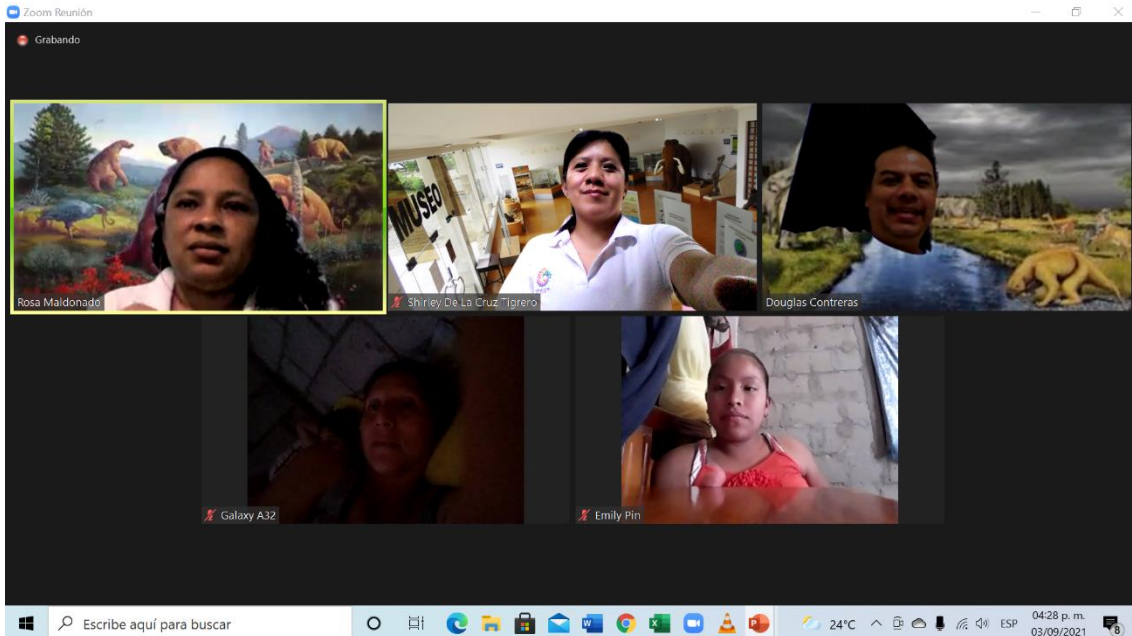 Zoom Reunión
Grabando
MUSEO
Rosa Maldonado
Shirley De La Cruz Tigrero
Douglas Contreras
Galaxy A32
Emily Pin
Escribe aquí para buscar
24°C
ESP
04:28 p. m.
03/09/2021
8